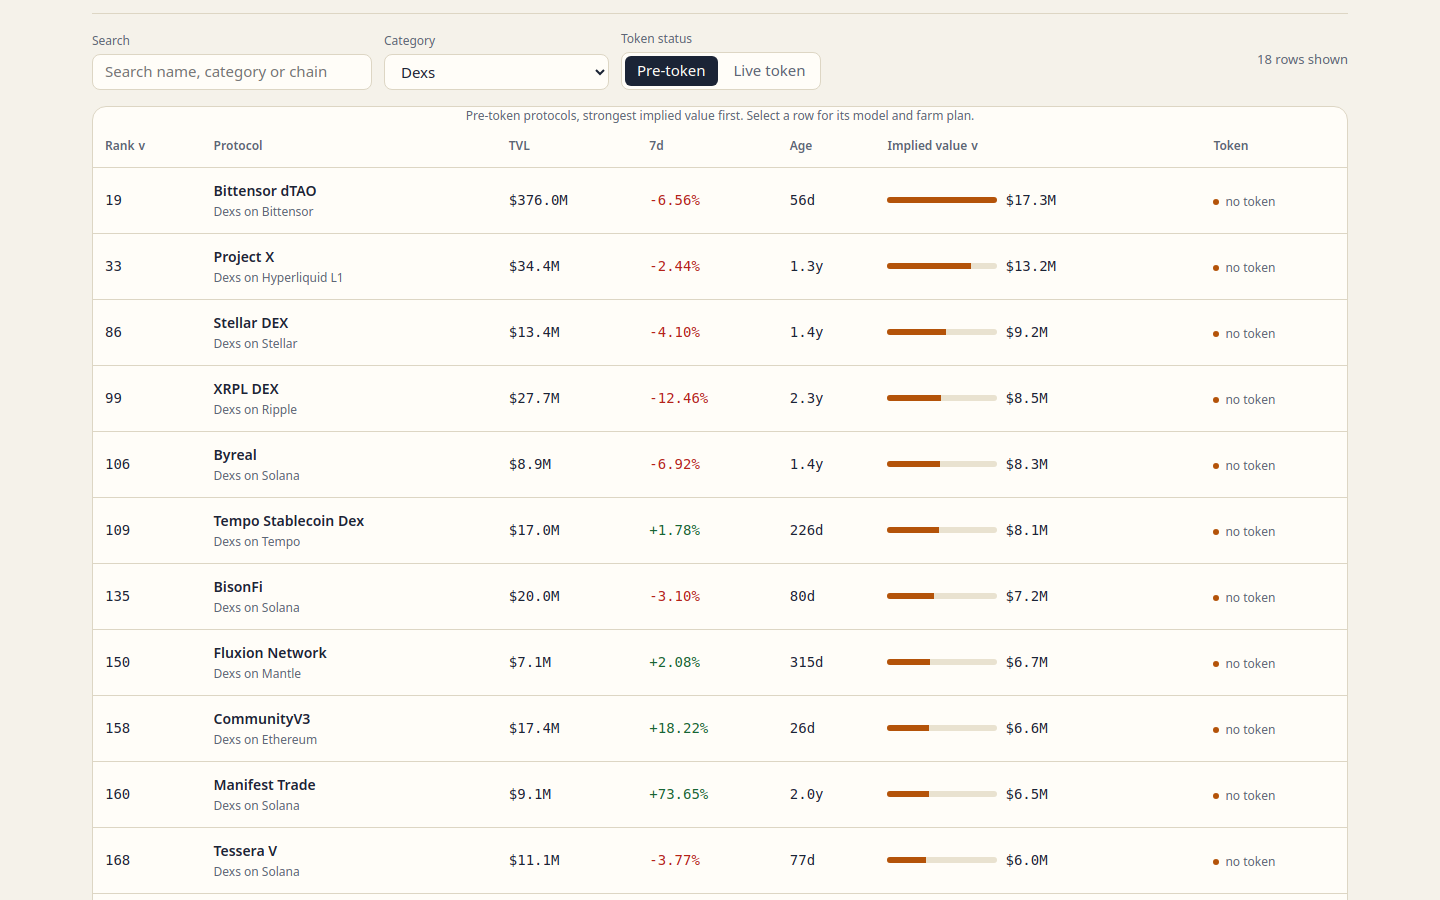 Search
Category
Token status
Search name, category or chain
Dexs
Pre-token
Live token
18 rows shown
Pre-token protocols, strongest implied value first. Select a row for its model and farm plan.
Rank v Protocol TVL 7d Age Implied value v Token
19 Bittensor dTAO $376.0M -6.56% 56d $17.3M no token
Dexs on Bittensor
33 Project X $34.4M -2.44% 1.3y $13.2M no token
Dexs on Hyperliquid L1
86 Stellar DEX $13.4M -4.10% 1.4y $9.2M no token
Dexs on Stellar
99 XRPL DEX $27.7M -12.46% 2.3y $8.5M no token
Dexs on Ripple
106 Byreal $8.9M -6.92% 1.4y $8.3M no token
Dexs on Solana
109 Tempo Stablecoin Dex $17.0M +1.78% 226d $8.1M no token
Dexs on Tempo
135 BisonFi $20.0M -3.10% 80d $7.2M no token
Dexs on Solana
150 Fluxion Network $7.1M +2.08% 315d $6.7M no token
Dexs on Mantle
158 CommunityV3 $17.4M +18.22% 26d $6.6M no token
Dexs on Ethereum
160 Manifest Trade $9.1M +73.65% 2.0y $6.5M no token
Dexs on Solana
168 Tessera V $11.1M -3.77% 77d $6.0M no token
Dexs on Solana